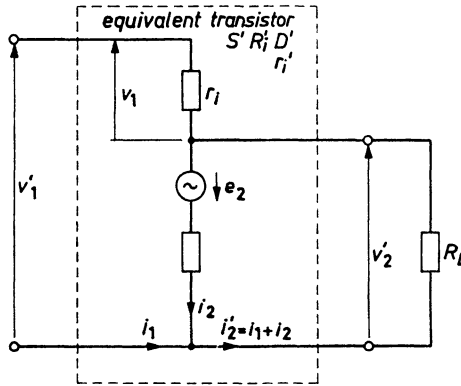 equivalent transistor
S' R'i D'
r'i
v1
ri
v'1
e2
v'2
RL
i2
i1
i'2=i1+i2